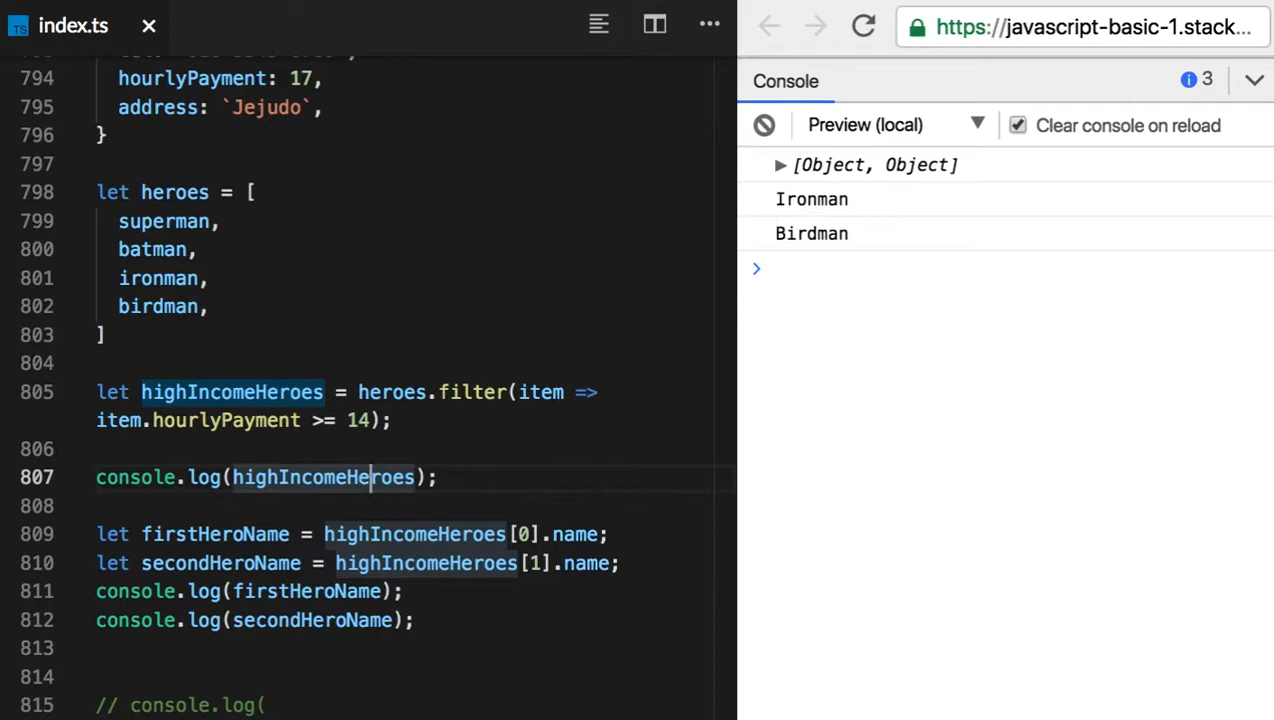 TS index.ts
794 hourlyPayment: 17,
795 address: `Jejudo`,
796 }
797
798 let heroes = [
799 superman,
800 batman,
801 ironman,
802 birdman,
803 ]
804
805 let highIncomeHeroes = heroes.filter(item =>
item.hourlyPayment >= 14);
806
807 console.log(highIncomeHeroes);
808
809 let firstHeroName = highIncomeHeroes[0].name;
810 let secondHeroName = highIncomeHeroes[1].name;
811 console.log(firstHeroName);
812 console.log(secondHeroName);
813
814
815 // console.log(
https://javascript-basic-1.stack...
Console 3
Preview (local) Clear console on reload
[Object, Object]
Ironman
Birdman